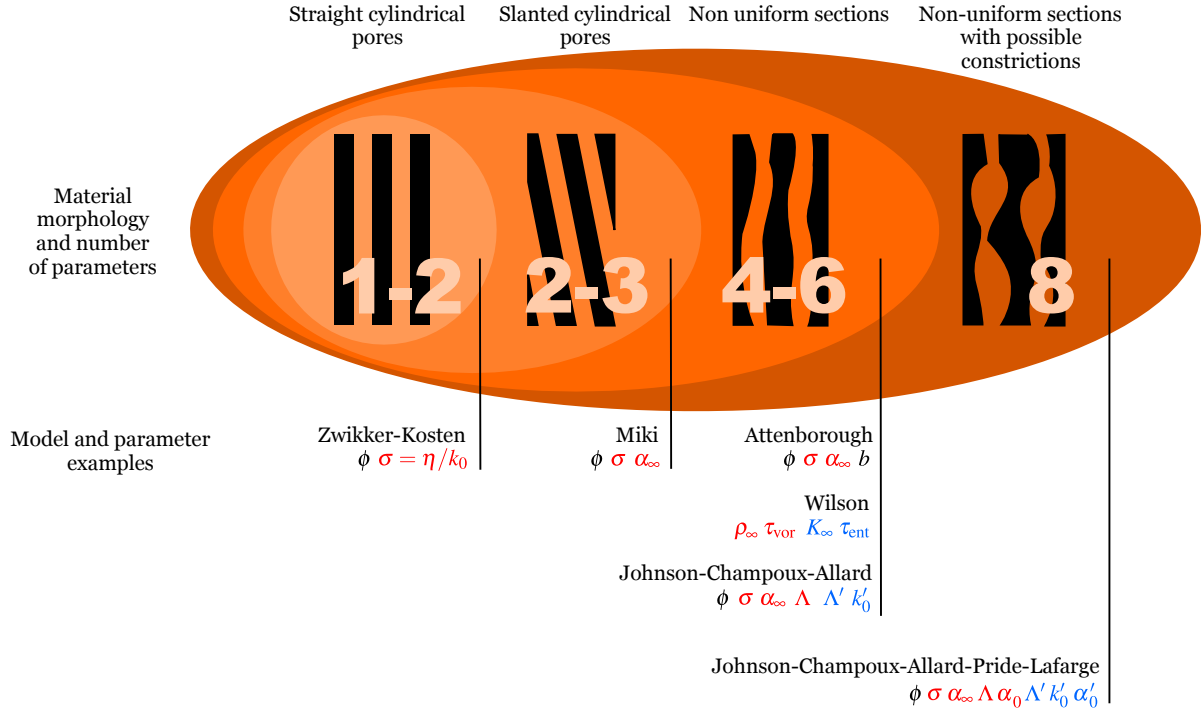 Straight cylindrical
pores
Slanted cylindrical
pores
Non uniform sections
Non-uniform sections
with possible
constrictions
Material
morphology
and number
of parameters
1-2
2-3
4-6
8
Model and parameter
examples
Zwikker-Kosten
ϕ σ = η/k₀
Miki
ϕ σ α∞
Attenborough
ϕ σ α∞ b
Wilson
ρ∞ τvor K∞ τent
Johnson-Champoux-Allard
ϕ σ α∞ Λ Λ′ k′₀
Johnson-Champoux-Allard-Pride-Lafarge
ϕ σ α∞ Λ α₀ Λ′ k′₀ α′₀